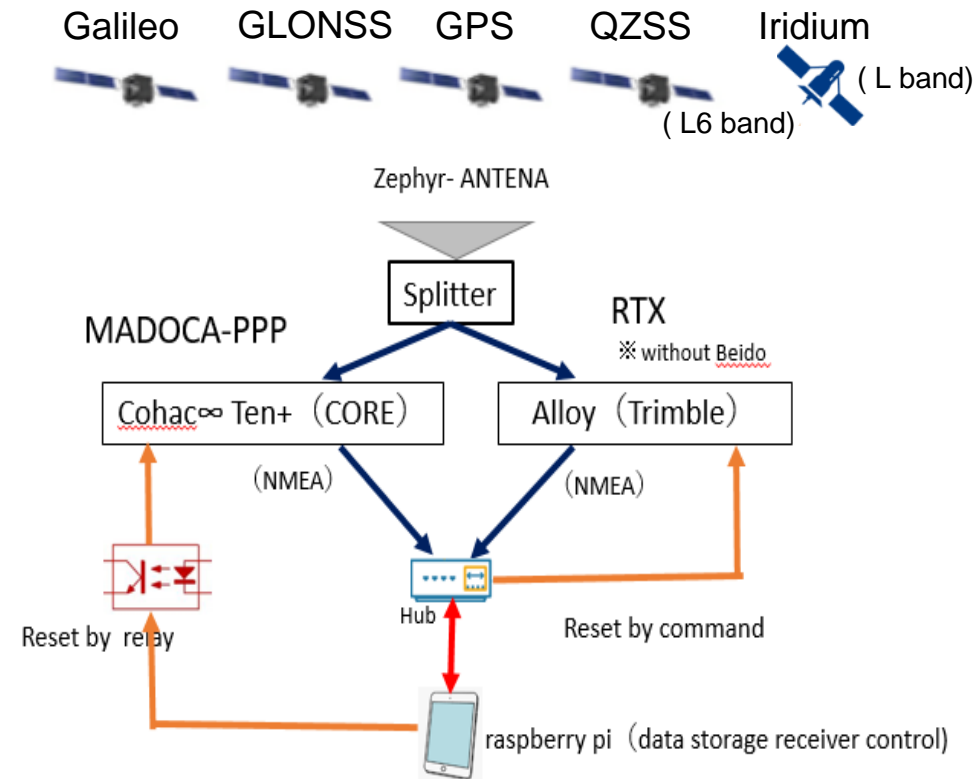 Galileo GLONSS GPS QZSS Iridium
( L band)
( L6 band)
Zephyr- ANTENA
Splitter
MADOCA-PPP
RTX
※ without Beido
Cohac∞ Ten+（CORE）
Alloy（Trimble）
（NMEA）
（NMEA）
Hub
Reset by relay
Reset by command
raspberry pi（data storage receiver control)